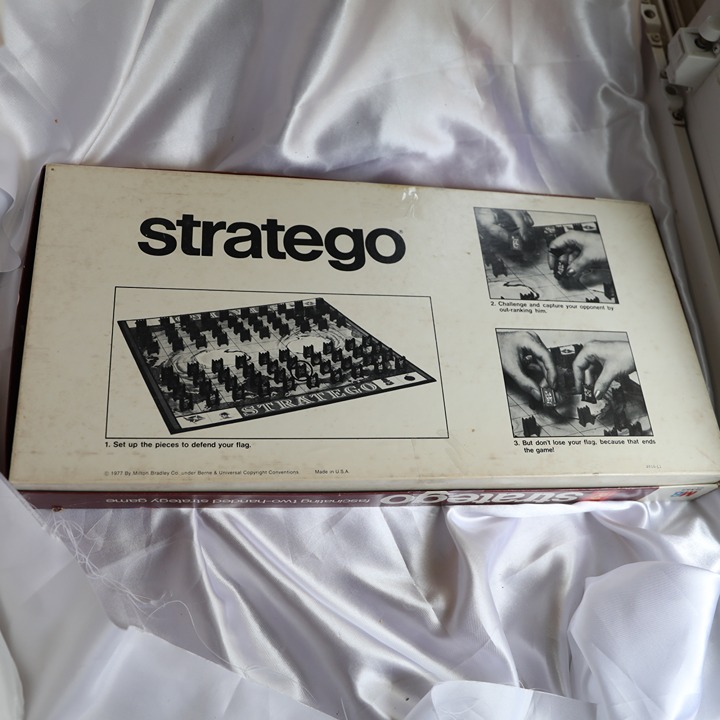 stratego®
2. Challenge and capture your opponent by
out-ranking him.
STRATEGO
1. Set up the pieces to defend your flag.
3. But don't lose your flag, because that ends
the game!
© 1977 By Milton Bradley Co. under Berne & Universal Copyright Conventions Made in U.S.A.
stratego
fascinating two-handed strategy game